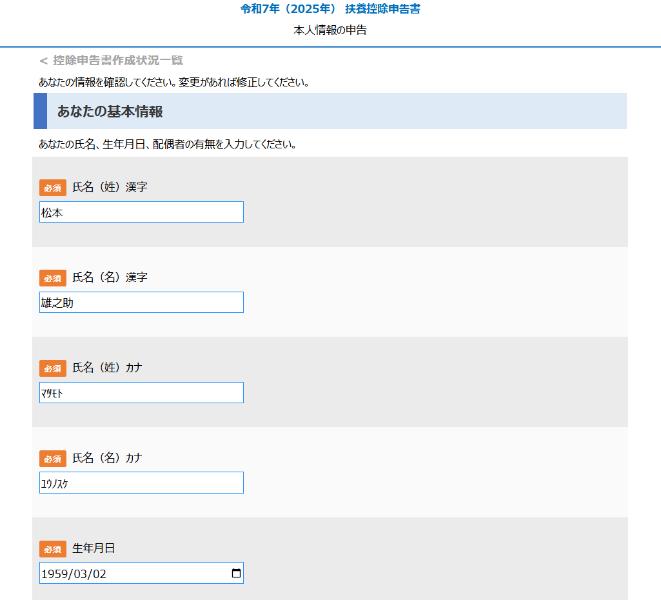 令和7年（2025年） 扶養控除申告書
本人情報の申告
< 控除申告書作成状況一覧
あなたの情報を確認してください。変更があれば修正してください。
あなたの基本情報
あなたの氏名、生年月日、配偶者の有無を入力してください。
必須 氏名（姓）漢字
松本
必須 氏名（名）漢字
雄之助
必須 氏名（姓）カナ
ﾏｻﾞﾓﾄ
必須 氏名（名）カナ
ﾕｳﾉｽｹ
必須 生年月日
1959/03/02